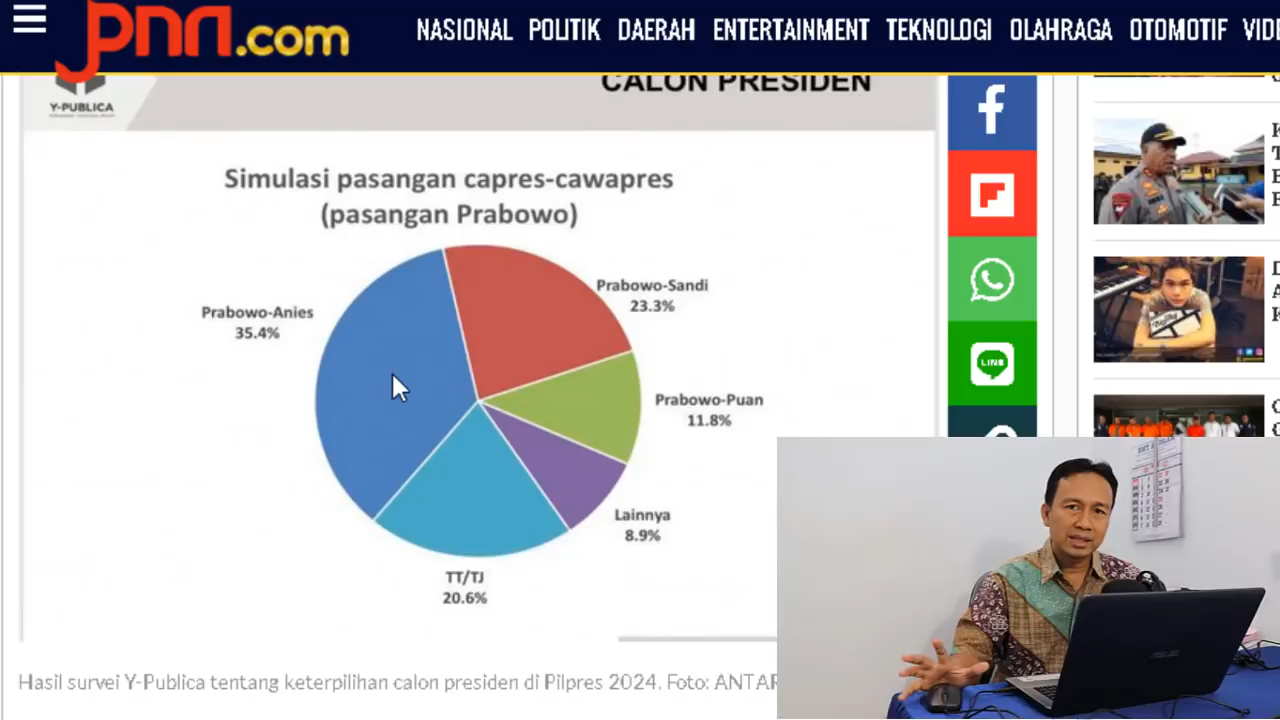 JPNN.com
NASIONAL POLITIK DAERAH ENTERTAINMENT TEKNOLOGI OLAHRAGA OTOMOTIF
Y-PUBLICA
CALON PRESIDEN
Simulasi pasangan capres-cawapres
(pasangan Prabowo)
Prabowo-Anies
35.4%
Prabowo-Sandi
23.3%
Prabowo-Puan
11.8%
Lainnya
8.9%
TT/TJ
20.6%
LINE
Hasil survei Y-Publica tentang keterpilihan calon presiden di Pilpres 2024. Foto: